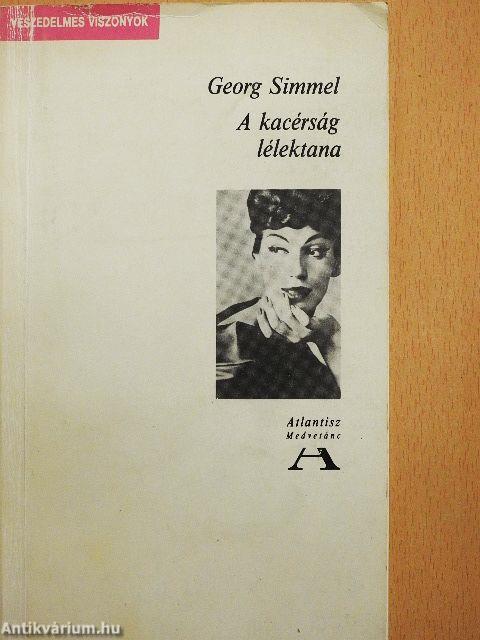 VESZEDELMES VISZONYOK
Georg Simmel
A kacérság
lélektana
Atlantisz
Medvetánc
A
Antikvárium.hu